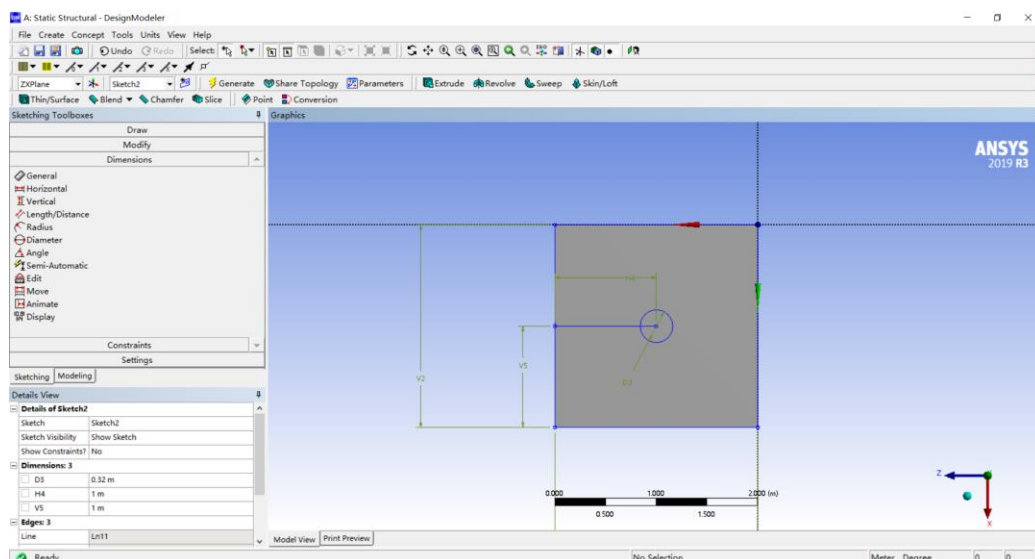 A: Static Structural - DesignModeler
File Create Concept Tools Units View Help
Undo Redo Select:
ZXPlane Sketch2 Generate Share Topology Parameters Extrude Revolve Sweep Skin/Loft
Thin/Surface Blend Chamfer Slice Point Conversion
Sketching Toolboxes
Draw
Modify
Dimensions
General
Horizontal
Vertical
Length/Distance
Radius
Diameter
Angle
Semi-Automatic
Edit
Move
Animate
Display
Constraints
Settings
Sketching Modeling
Details View
Details of Sketch2
Sketch Sketch2
Sketch Visibility Show Sketch
Show Constraints? No
Dimensions: 3
D3 0.32 m
H4 1 m
V5 1 m
Edges: 3
Line Ln11
Graphics
ANSYS
2019 R3
H4
V5
V2
D3
0.000 1.000 2.000 (m)
0.500 1.500
Z
X
Model View Print Preview
Ready No Selection Meter Degree 0 0